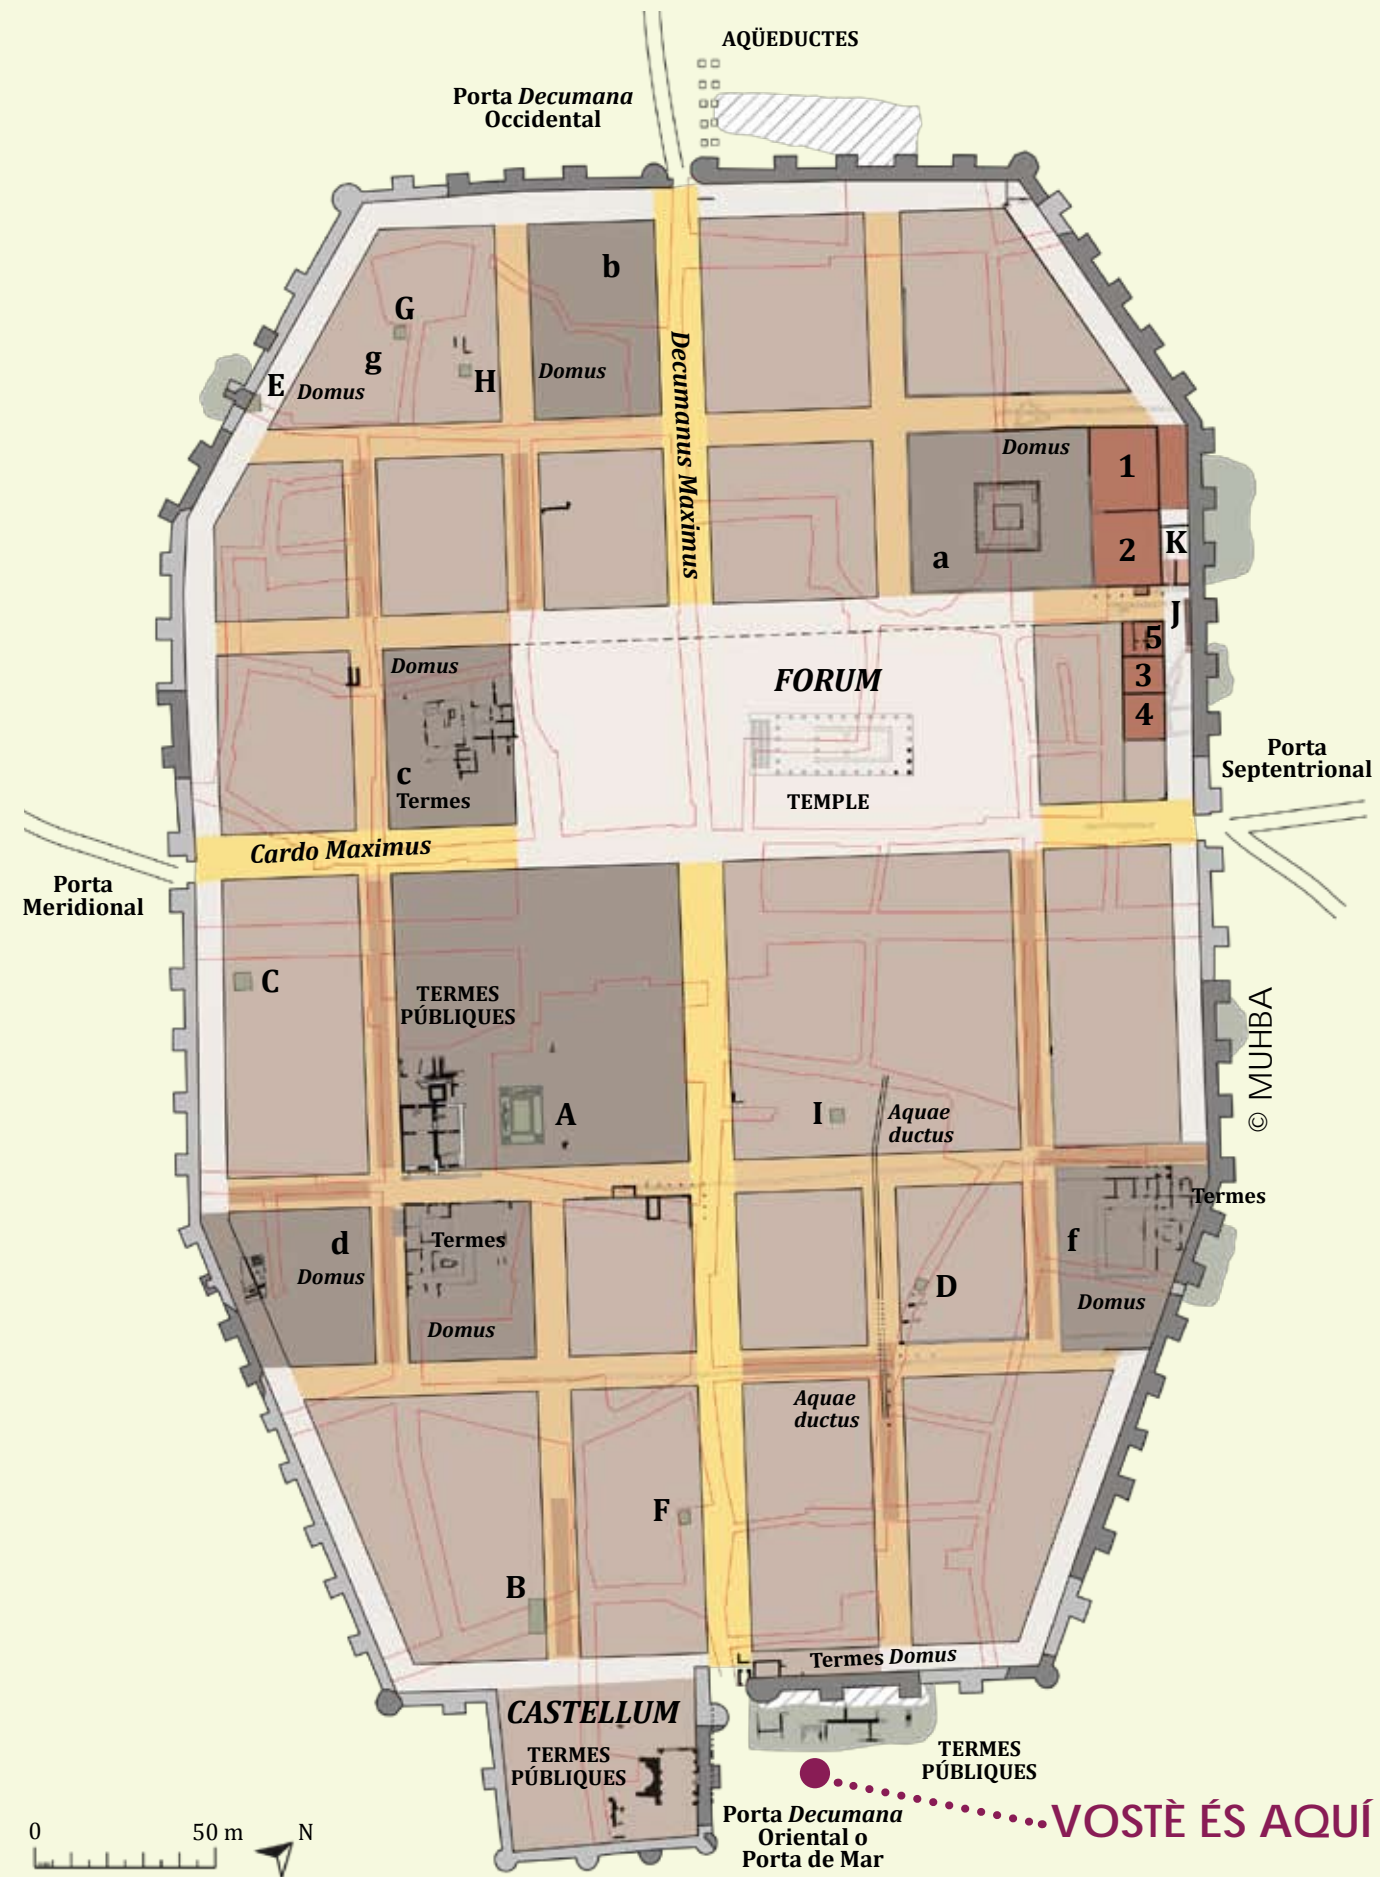 AQÜEDUCTES
Porta Decumana
Occidental
b
Decumanus Maximus
G
g
E
Domus
H
Domus
Domus
1
2
K
a
J
5
3
4
Domus
FORUM
c
Termes
TEMPLE
Porta
Septentrional
Cardo Maximus
Porta
Meridional
C
TERMES
PÚBLIQUES
A
I
Aquae
ductus
© MUHBA
Termes
d
Domus
Termes
Domus
D
f
Domus
Aquae
ductus
F
B
Termes Domus
CASTELLUM
TERMES
PÚBLIQUES
TERMES
PÚBLIQUES
Porta Decumana
Oriental o
Porta de Mar
VOSTÈ ÉS AQUÍ
0
50 m
N